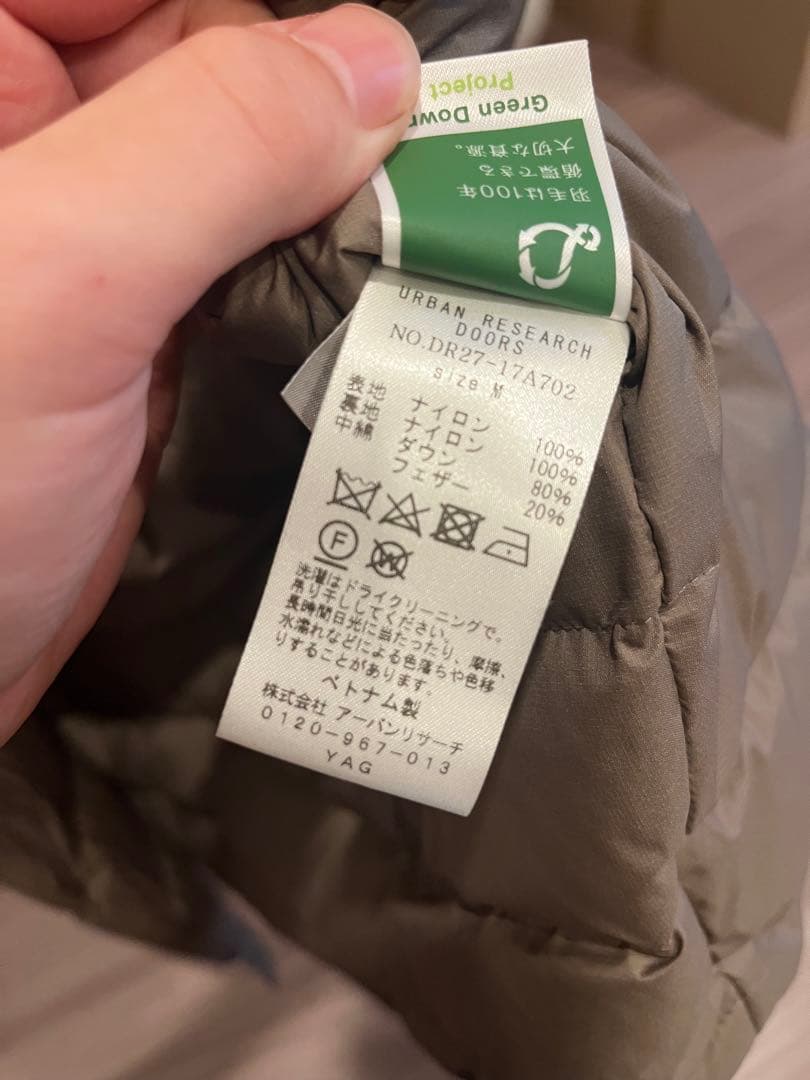 Green Down
Project
羽毛は100年
循環できる
大切な資源。
URBAN RESEARCH
DOORS
NO.DR27-17A702
size M
表地 ナイロン 100%
裏地 ナイロン 100%
中綿 ダウン 80%
フェザー 20%
F W
洗濯はドライクリーニングで。
吊り干ししてください。
長時間日光に当たったり、摩擦、
水濡れなどによる色落ちや色移
りすることがあります。
ベトナム製
株式会社 アーバンリサーチ
0120-967-013
YAG